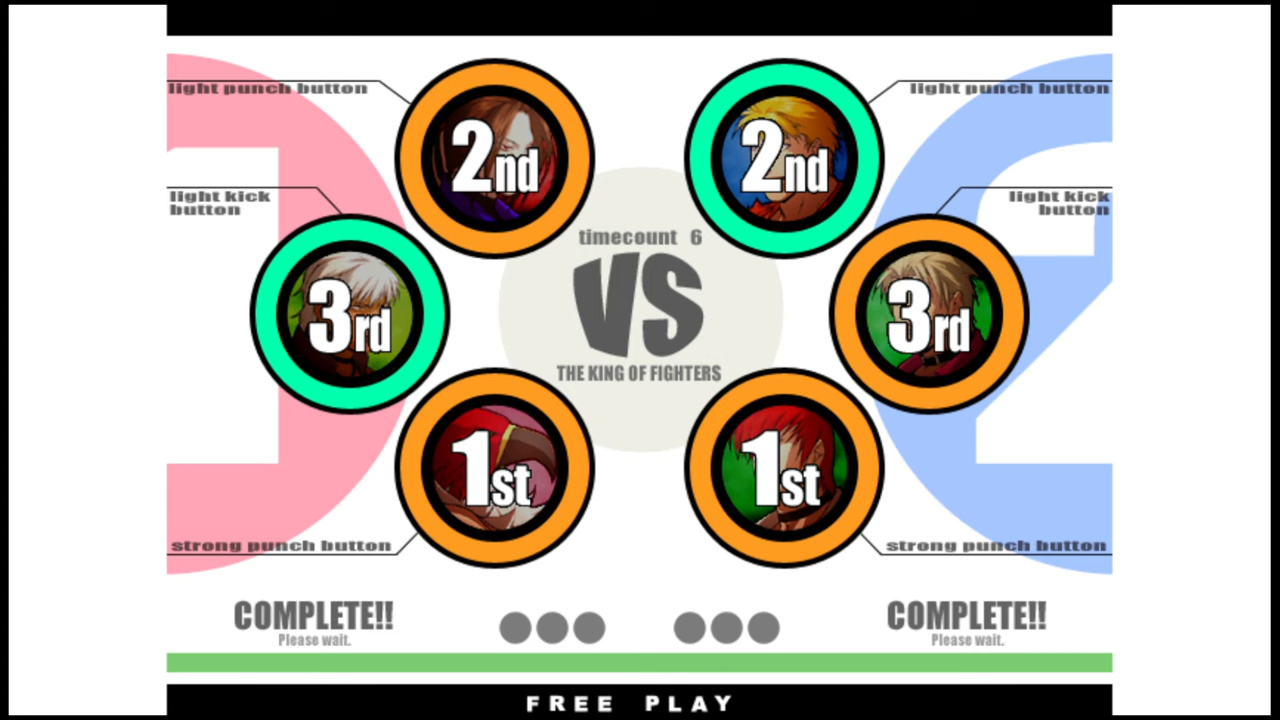 light punch button
light punch button
2nd
2nd
light kick
button
light kick
button
timecount 6
3rd
VS
3rd
THE KING OF FIGHTERS
1st
1st
strong punch button
strong punch button
COMPLETE!!
Please wait.
COMPLETE!!
Please wait.
FREE PLAY